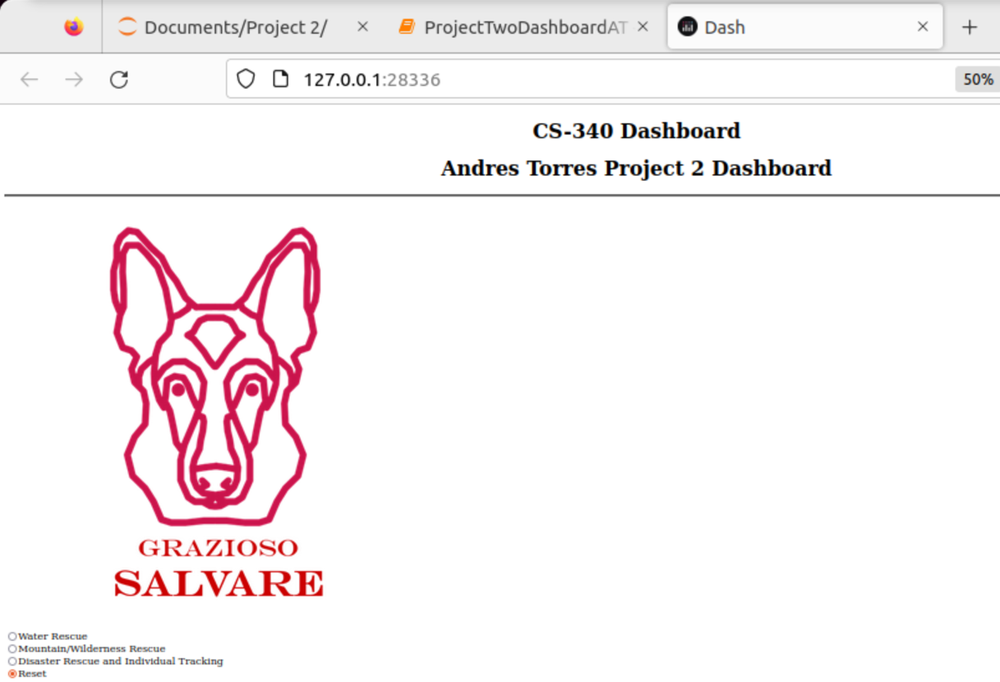 Documents/Project 2/
ProjectTwoDashboardAT
Dash
127.0.0.1:28336
50%
CS-340 Dashboard
Andres Torres Project 2 Dashboard
GRAZIOSO
SALVARE
Water Rescue
Mountain/Wilderness Rescue
Disaster Rescue and Individual Tracking
Reset